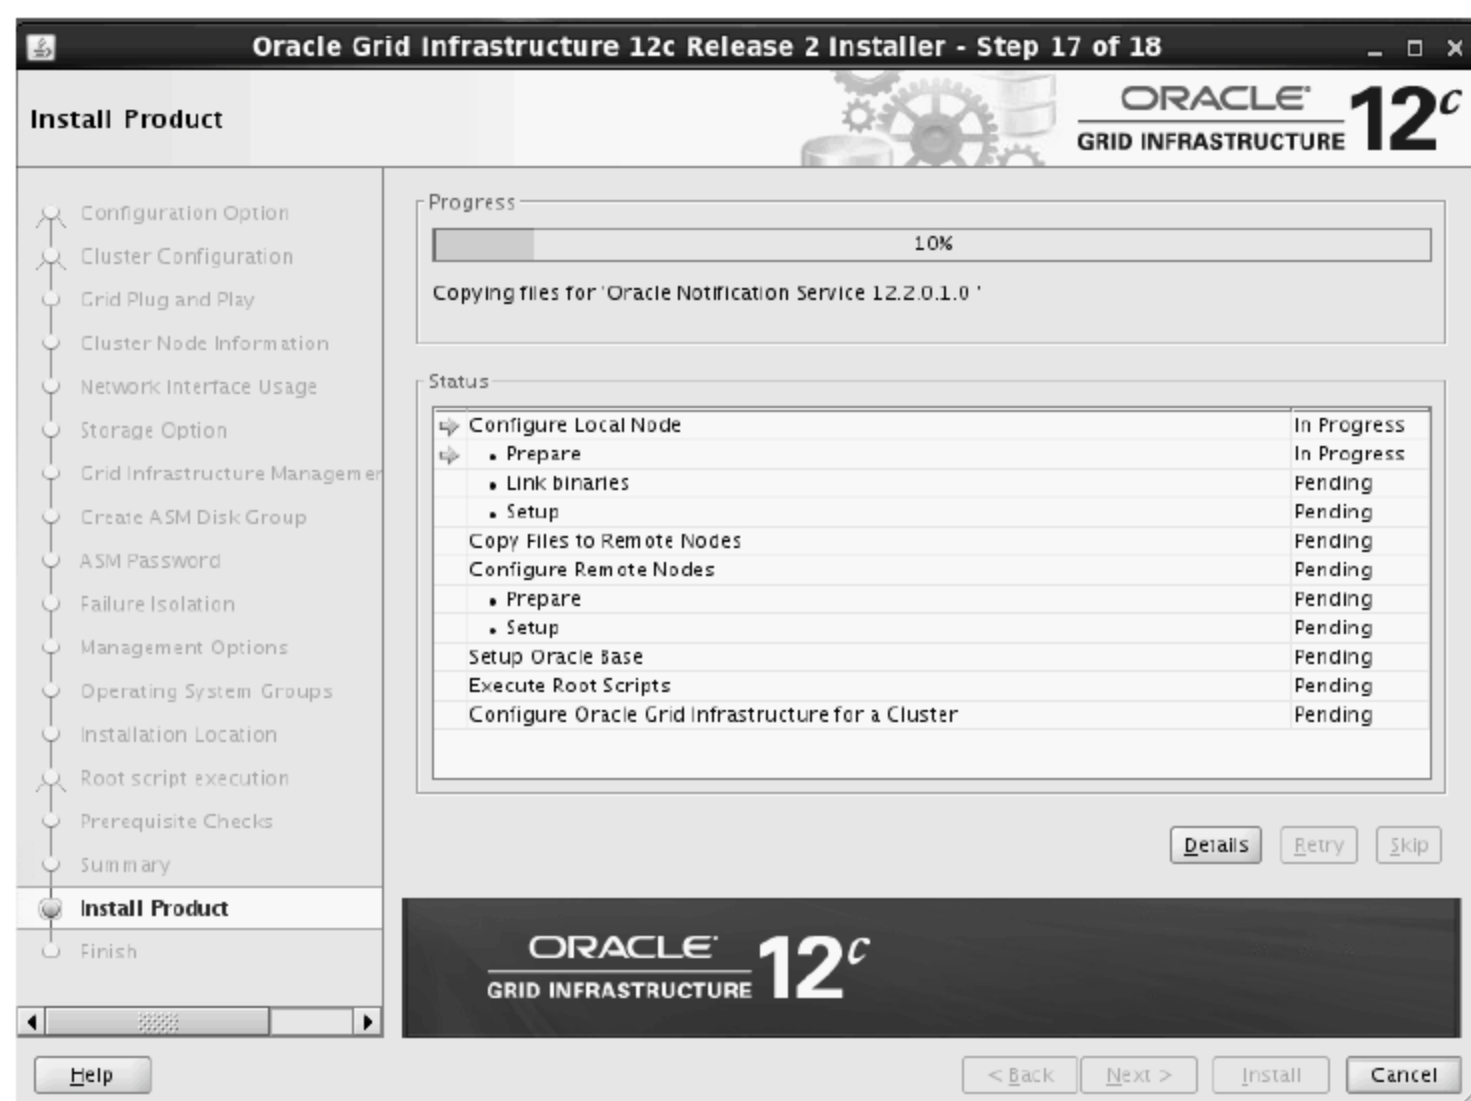 Oracle Grid Infrastructure 12c Release 2 Installer - Step 17 of 18
Install Product
ORACLE
GRID INFRASTRUCTURE
12c
Configuration Option
Cluster Configuration
Grid Plug and Play
Cluster Node Information
Network Interface Usage
Storage Option
Grid Infrastructure Managemer
Create ASM Disk Group
ASM Password
Failure Isolation
Management Options
Operating System Groups
Installation Location
Root script execution
Prerequisite Checks
Summary
Install Product
Finish
Progress
10%
Copying files for 'Oracle Notification Service 12.2.0.1.0 '
Status
Configure Local Node In Progress
• Prepare In Progress
• Link binaries Pending
• Setup Pending
Copy Files to Remote Nodes Pending
Configure Remote Nodes Pending
• Prepare Pending
• Setup Pending
Setup Oracle Base Pending
Execute Root Scripts Pending
Configure Oracle Grid Infrastructure for a Cluster Pending
Details Retry Skip
ORACLE
GRID INFRASTRUCTURE
12c
Help < Back Next > Install Cancel